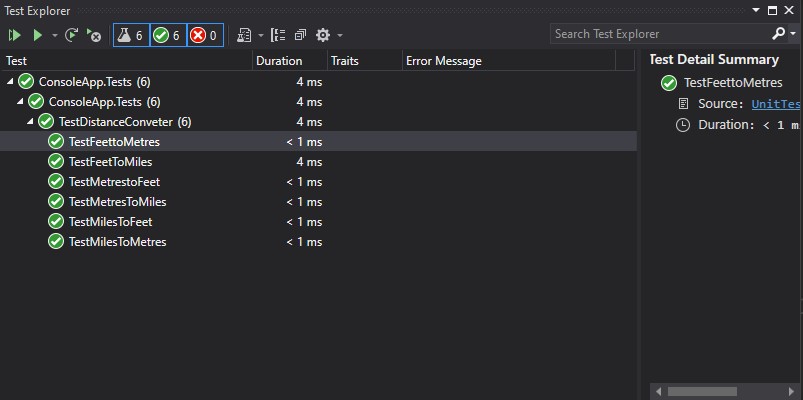 Test Explorer
6 6 0
Search Test Explorer
Test Duration Traits Error Message
ConsoleApp.Tests (6) 4 ms
ConsoleApp.Tests (6) 4 ms
TestDistanceConveter (6) 4 ms
TestFeettoMetres < 1 ms
TestFeetToMiles 4 ms
TestMetrestoFeet < 1 ms
TestMetresToMiles < 1 ms
TestMilesToFeet < 1 ms
TestMilesToMetres < 1 ms
Test Detail Summary
TestFeettoMetres
Source: UnitTes
Duration: < 1 m